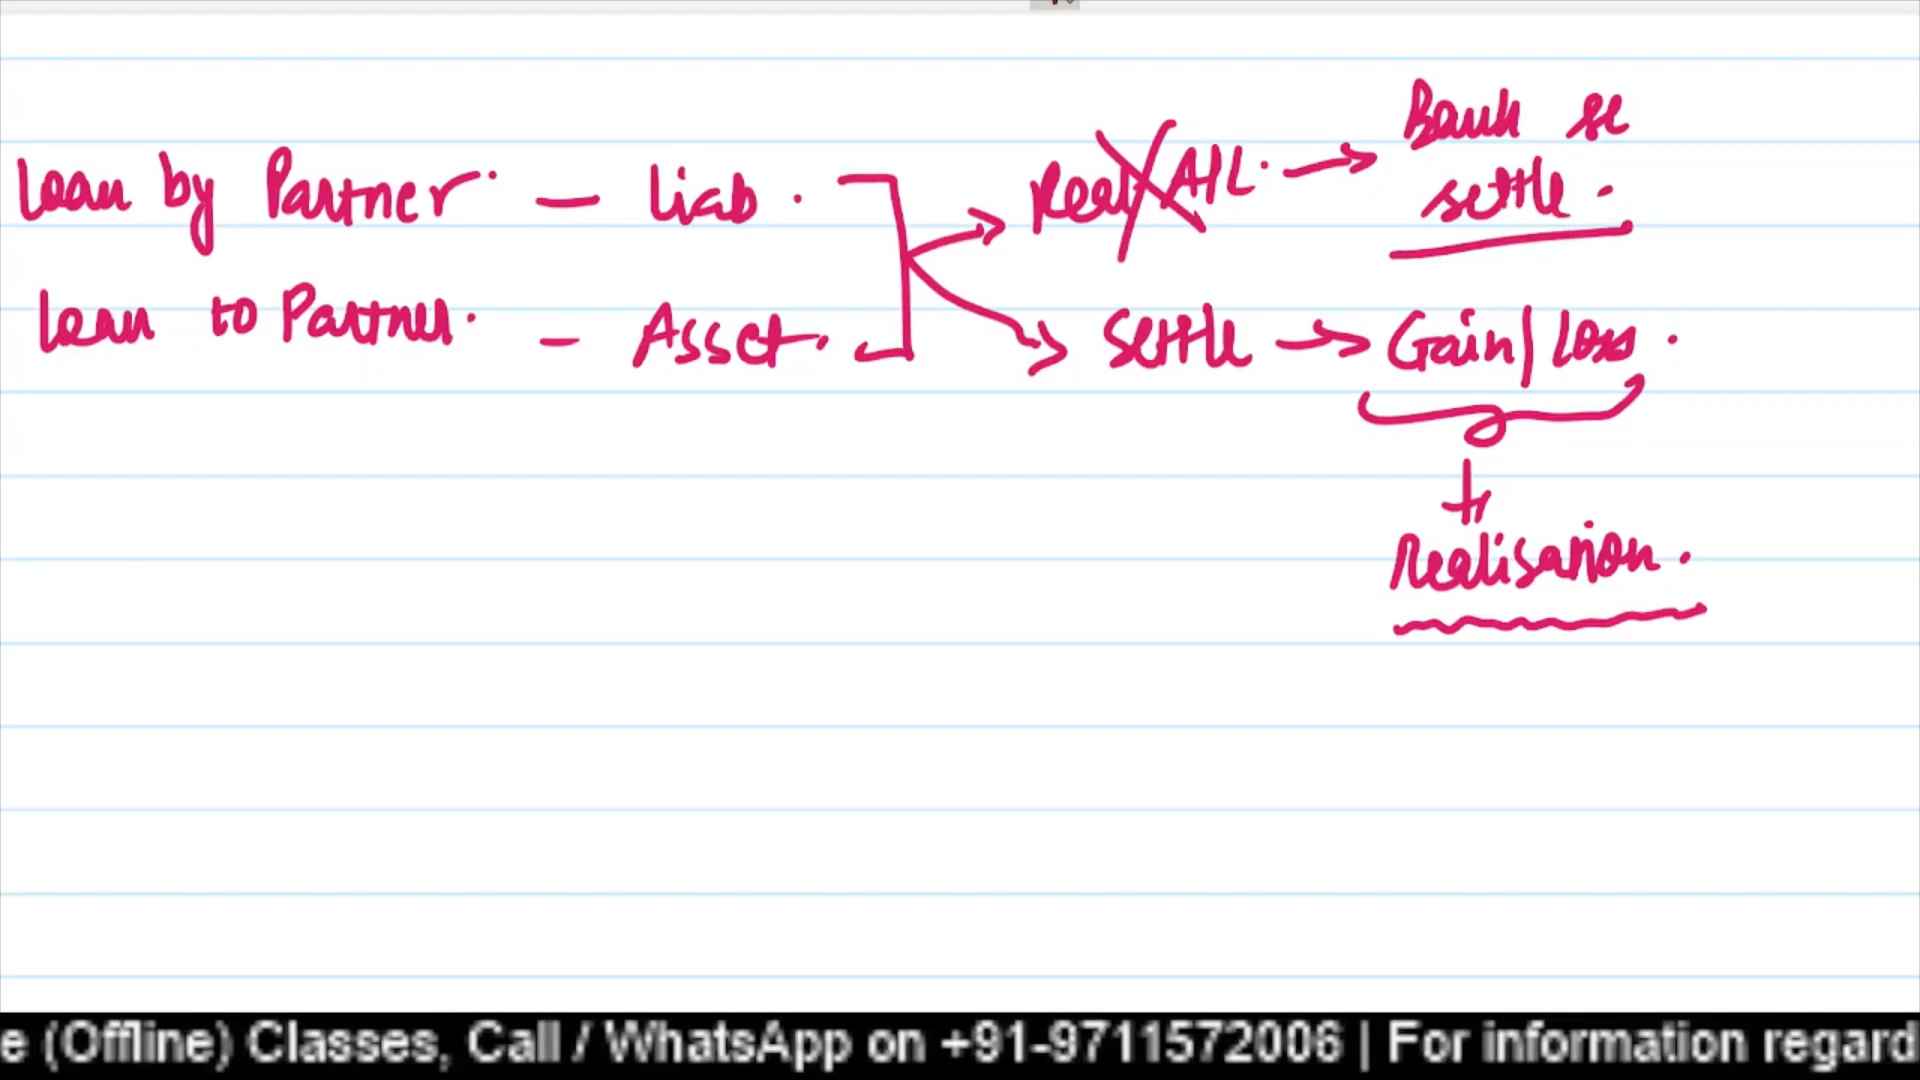 Loan by Partner. — Liab. Real A/c. → Bank se settle.
Loan to Partner. — Asset. Settle → Gain/Loss.
Realisation.
e (Offline) Classes, Call / WhatsApp on +91-9711572006 | For information regard